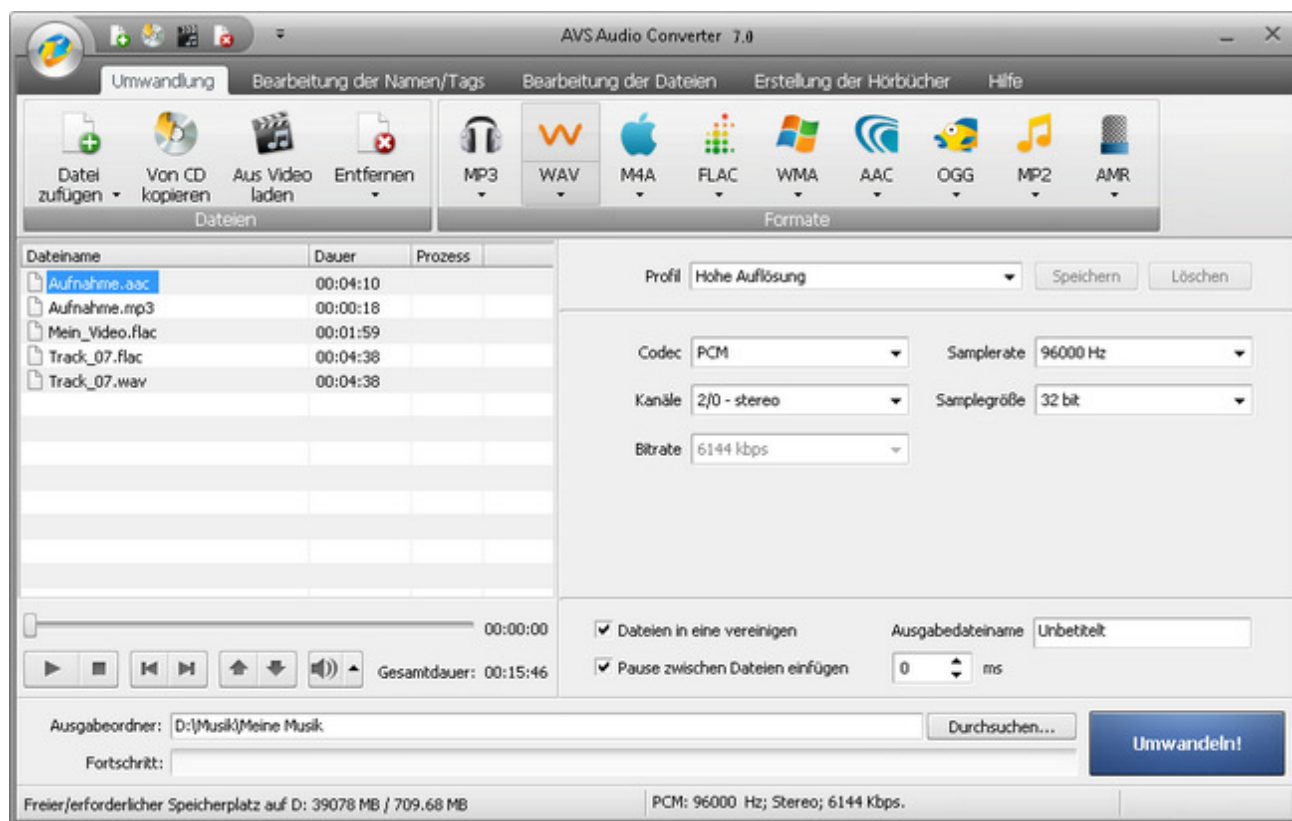 AVS Audio Converter 7.0
Umwandlung Bearbeitung der Namen/Tags Bearbeitung der Dateien Erstellung der Hörbücher Hilfe
Datei zufügen Von CD kopieren Aus Video laden Entfernen MP3 WAV M4A FLAC WMA AAC OGG MP2 AMR
Dateien Formate
Dateiname Dauer Prozess
Aufnahme.aac 00:04:10
Aufnahme.mp3 00:00:18
Mein_Video.flac 00:01:59
Track_07.flac 00:04:38
Track_07.wav 00:04:38
Profil Hohe Auflösung Speichern Löschen
Codec PCM Samplerate 96000 Hz
Kanäle 2/0 - stereo Samplegröße 32 bit
Bitrate 6144 kbps
00:00:00
Gesamtdauer: 00:15:46
Dateien in eine vereinigen Ausgabedateiname Unbetitelt
Pause zwischen Dateien einfügen 0 ms
Ausgabeordner: D:\Musik\Meine Musik Durchsuchen...
Umwandeln!
Fortschritt:
Freier/erforderlicher Speicherplatz auf D: 39078 MB / 709.68 MB PCM: 96000 Hz; Stereo; 6144 Kbps.